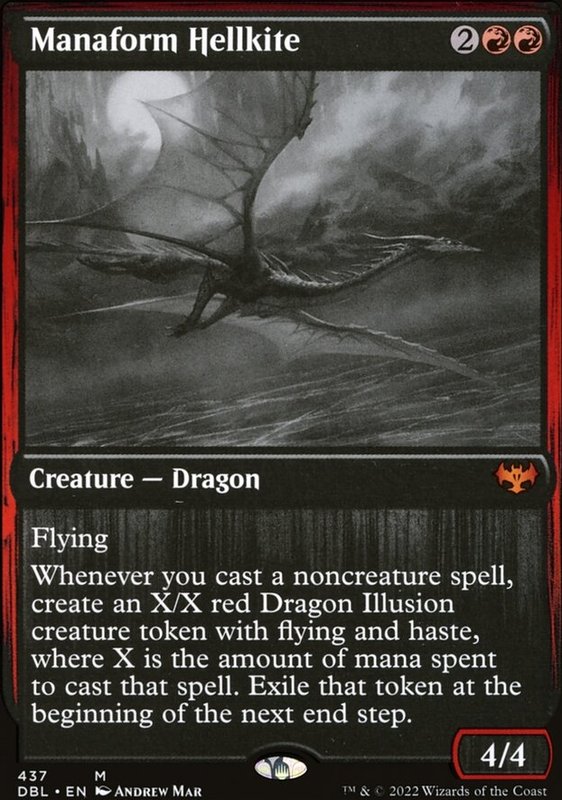 Manaform Hellkite 2
Creature — Dragon
Flying
Whenever you cast a noncreature spell,
create an X/X red Dragon Illusion
creature token with flying and haste,
where X is the amount of mana spent
to cast that spell. Exile that token at the
beginning of the next end step.
4/4
437 M
DBL • EN Andrew Mar
™ & © 2022 Wizards of the Coast